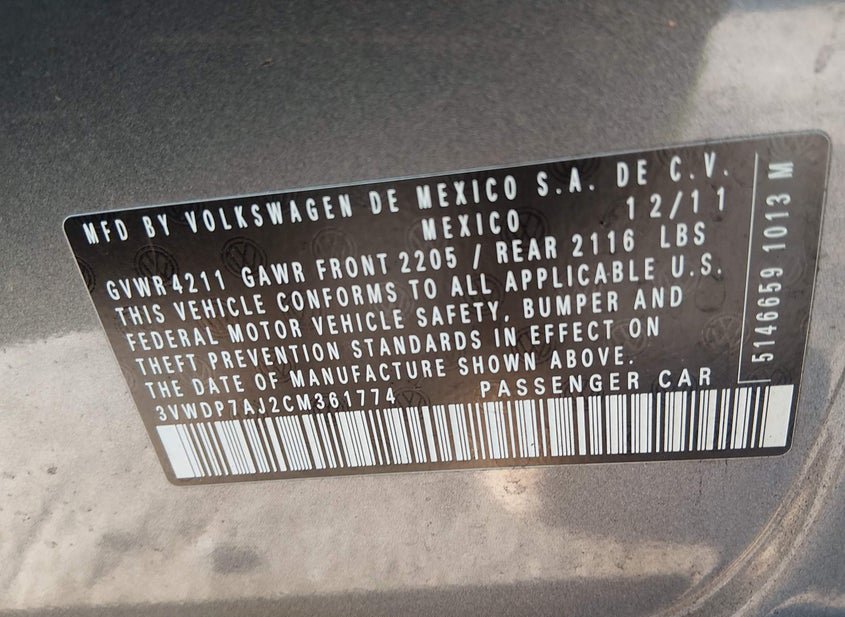 MFD BY VOLKSWAGEN DE MEXICO S.A. DE C.V.
MEXICO 12/11
GVWR 4211 GAWR FRONT 2205 / REAR 2116 LBS
THIS VEHICLE CONFORMS TO ALL APPLICABLE U.S.
FEDERAL MOTOR VEHICLE SAFETY, BUMPER AND
THEFT PREVENTION STANDARDS IN EFFECT ON
THE DATE OF MANUFACTURE SHOWN ABOVE.
3VWDP7AJ2CM361774 PASSENGER CAR
5146659 1013 M